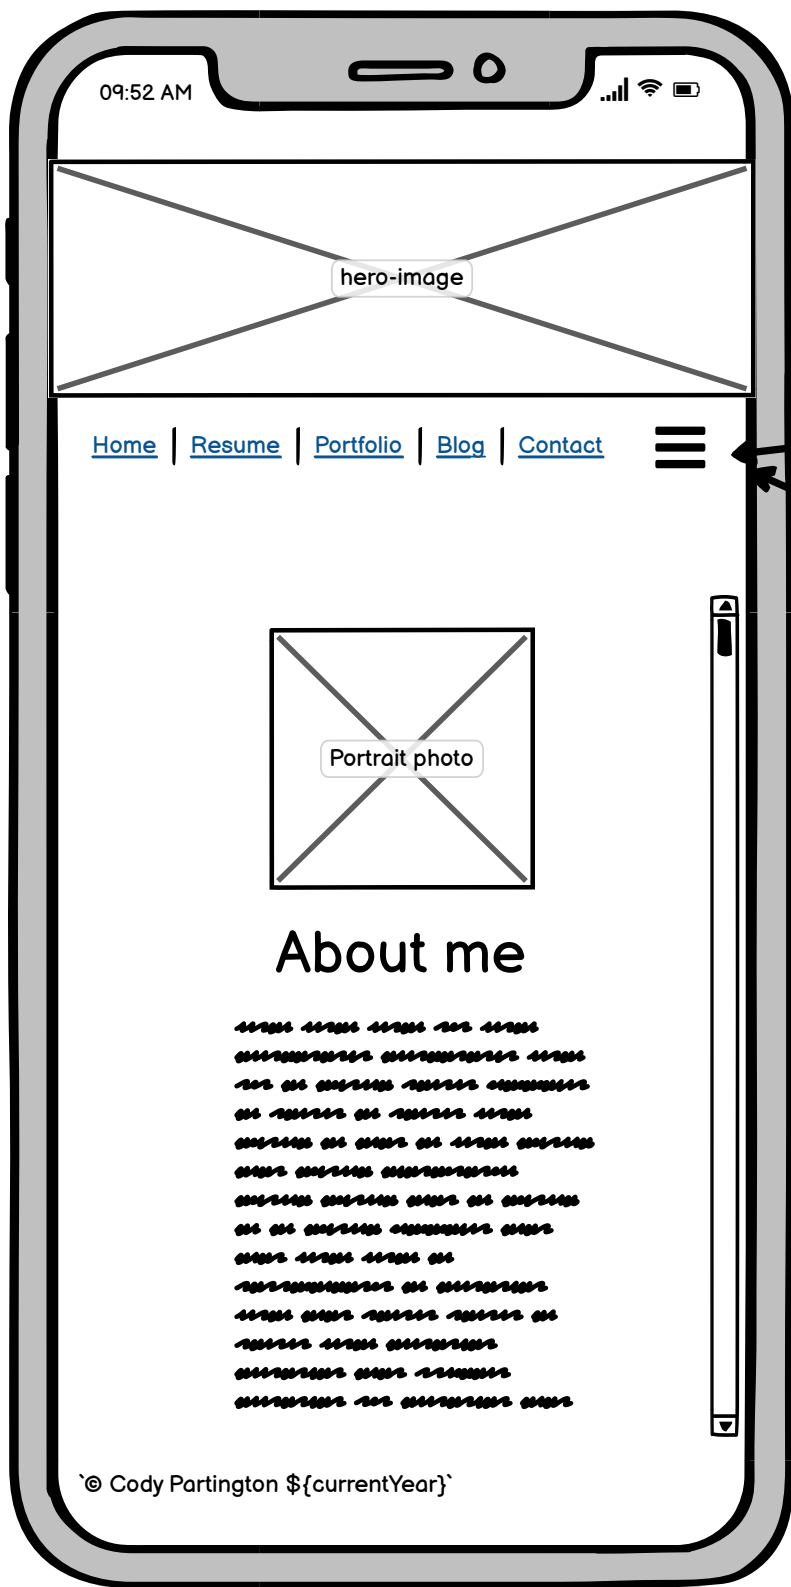 09:52 AM
hero-image
Home | Resume | Portfolio | Blog | Contact
Portrait photo
About me
`© Cody Partington ${currentYear}`